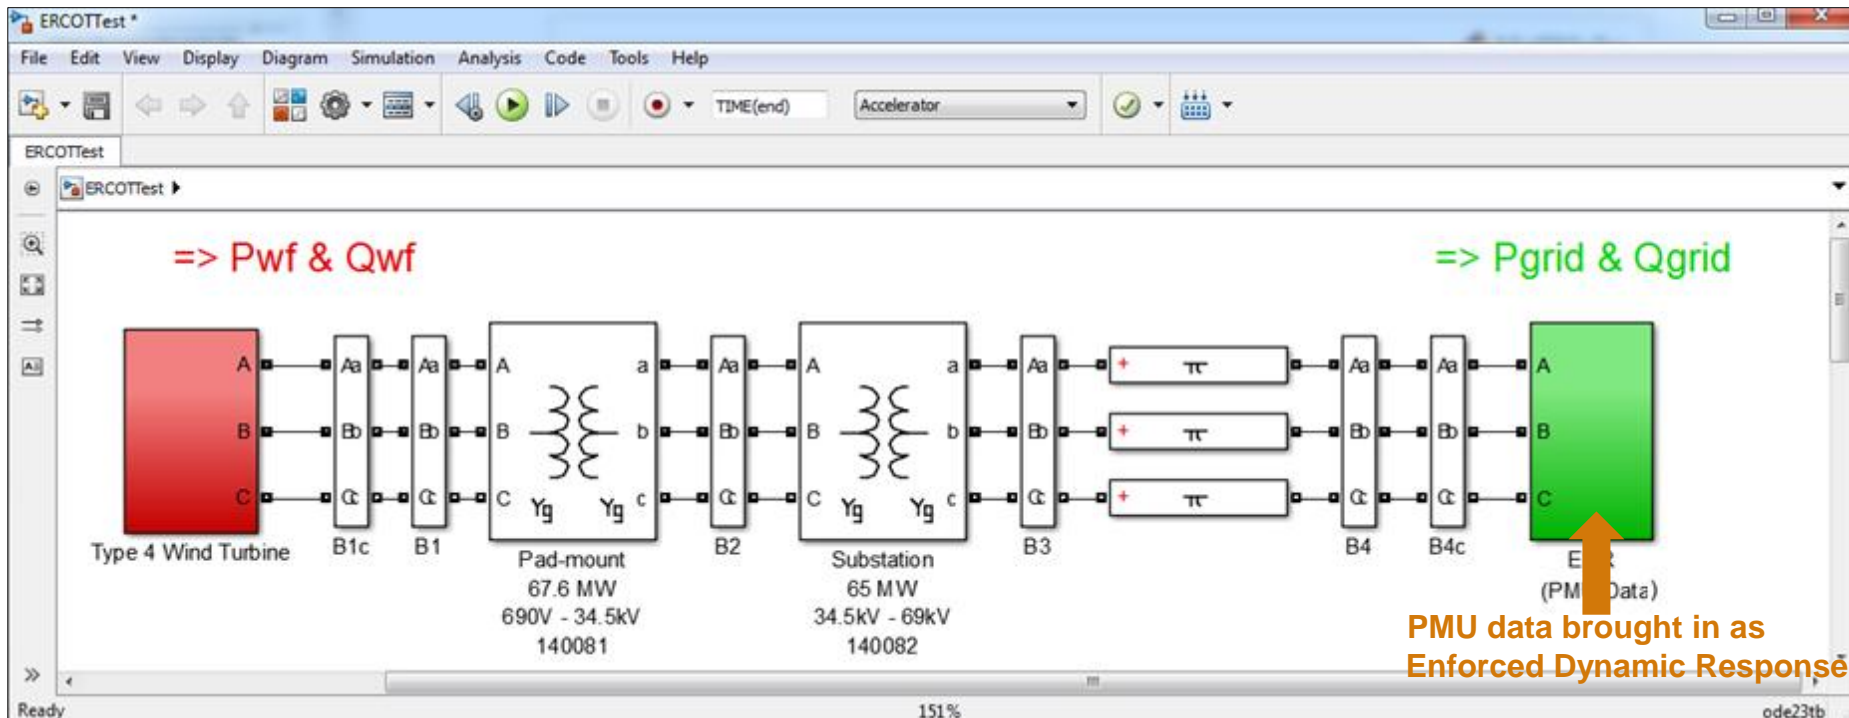 ERCOTTest *
File Edit View Display Diagram Simulation Analysis Code Tools Help
TIME(end) Accelerator
ERCOTTest
ERCOTTest
=> Pwf & Qwf => Pgrid & Qgrid
A Aa Aa A a Aa A a Aa + π Aa Aa A
B Bb Bb B b Bb B b Bb + π Bb Bb B
C Cc Cc C Yg Yg c Cc C Yg Yg c Cc + π Cc Cc C
Type 4 Wind Turbine B1c B1 Pad-mount B2 Substation B3 B4 B4c
67.6 MW 65 MW (PMU Data)
690V - 34.5kV 34.5kV - 69kV
140081 140082
PMU data brought in as
Enforced Dynamic Response
Ready 151% ode23tb